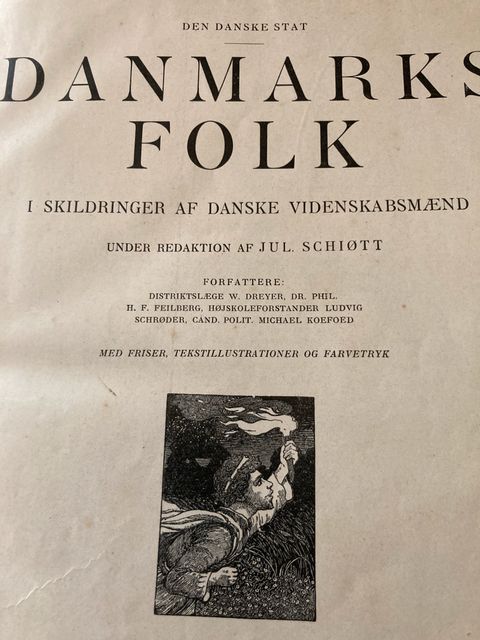 DEN DANSKE STAT
DANMARKS
FOLK
I SKILDRINGER AF DANSKE VIDENSKABSMÆND
UNDER REDAKTION AF JUL. SCHIØTT
FORFATTERE:
DISTRIKTSLÆGE W. DREYER, DR. PHIL.
H. F. FEILBERG, HØJSKOLEFORSTANDER LUDVIG
SCHRØDER, CAND. POLIT. MICHAEL KOEFOED
MED FRISER, TEKSTILLUSTRATIONER OG FARVETRYK